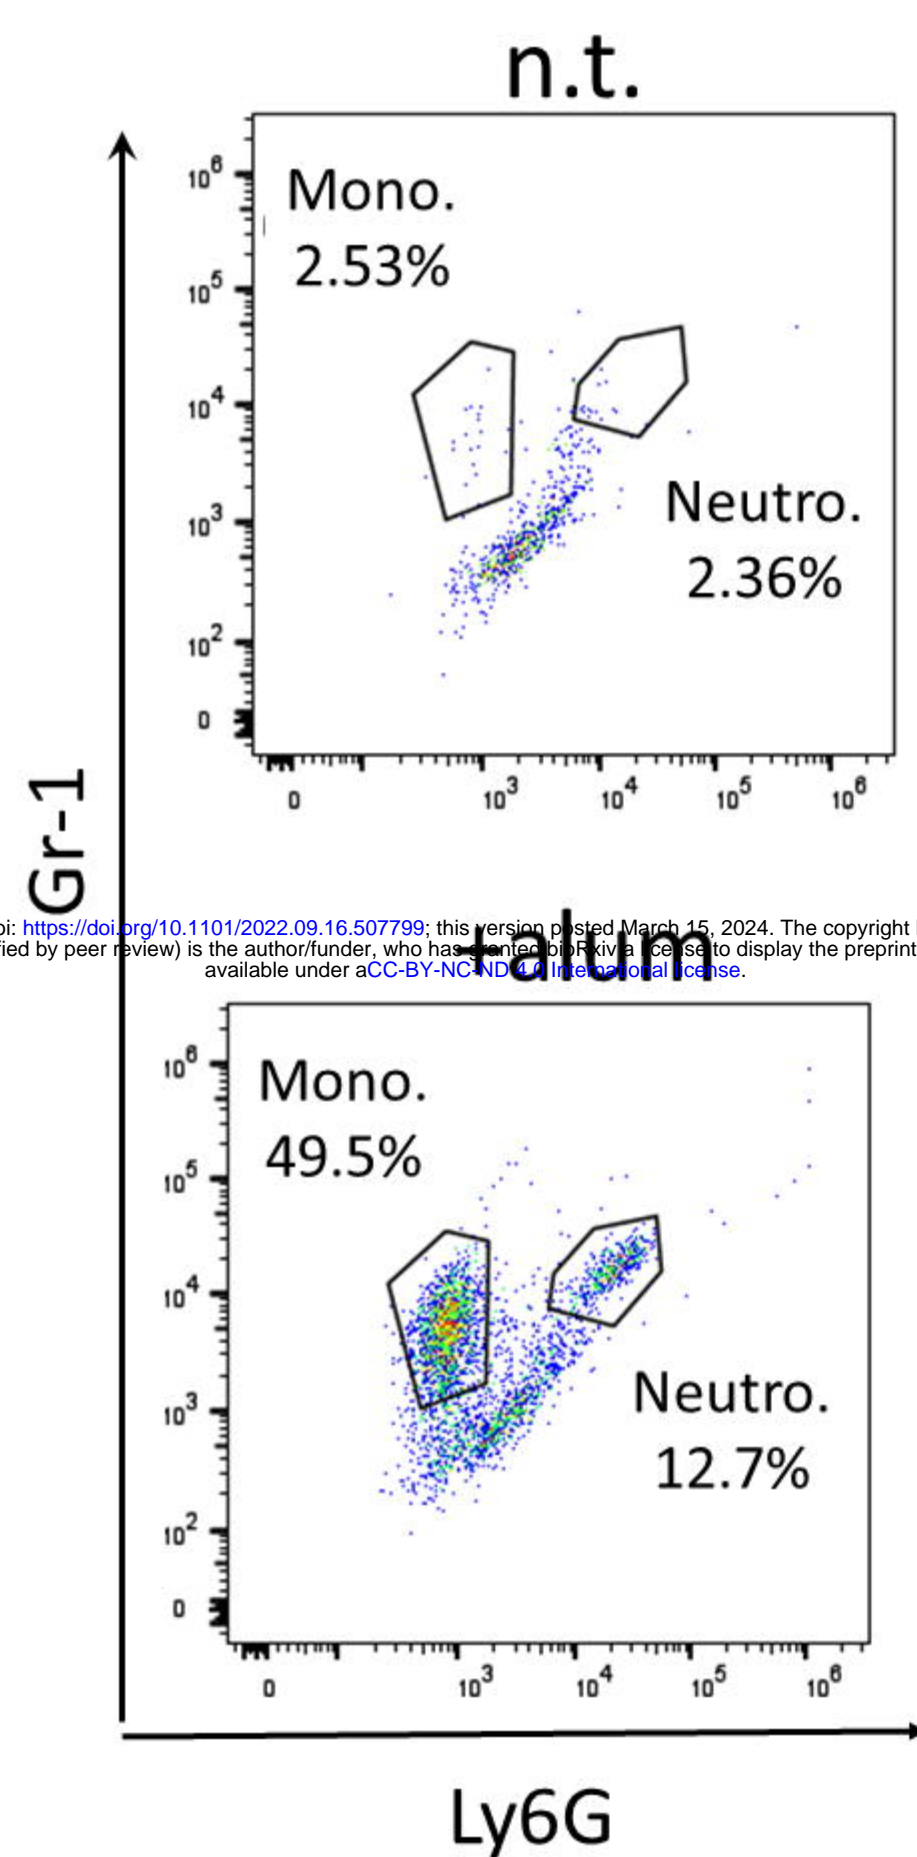 n.t.
10^6
Mono.
2.53%
10^5
10^4
10^3
Neutro.
2.36%
10^2
0
0 10^3 10^4 10^5 10^6
Gr-1
oi: https://doi.org/10.1101/2022.09.16.507799; this version posted March 15, 2024. The copyright
fied by peer review) is the author/funder, who has granted bioRxiv a license to display the preprint
available under aCC-BY-NC-ND 4.0 International license.
+alum
10^6
Mono.
49.5%
10^5
10^4
10^3
Neutro.
12.7%
10^2
0
0 10^3 10^4 10^5 10^6
Ly6G